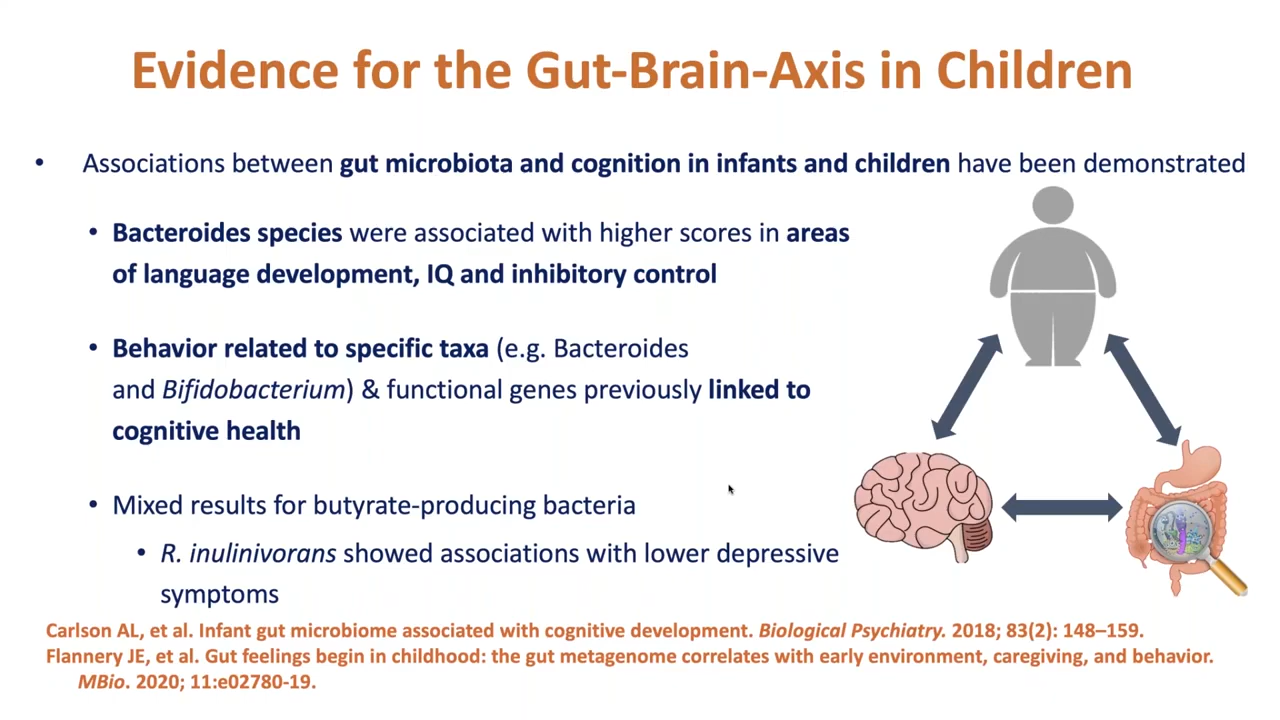 Evidence for the Gut-Brain-Axis in Children
• Associations between gut microbiota and cognition in infants and children have been demonstrated
• Bacteroides species were associated with higher scores in areas
of language development, IQ and inhibitory control
• Behavior related to specific taxa (e.g. Bacteroides
and Bifidobacterium) & functional genes previously linked to
cognitive health
• Mixed results for butyrate-producing bacteria
• R. inulinivorans showed associations with lower depressive
symptoms
Carlson AL, et al. Infant gut microbiome associated with cognitive development. Biological Psychiatry. 2018; 83(2): 148–159.
Flannery JE, et al. Gut feelings begin in childhood: the gut metagenome correlates with early environment, caregiving, and behavior.
MBio. 2020; 11:e02780-19.